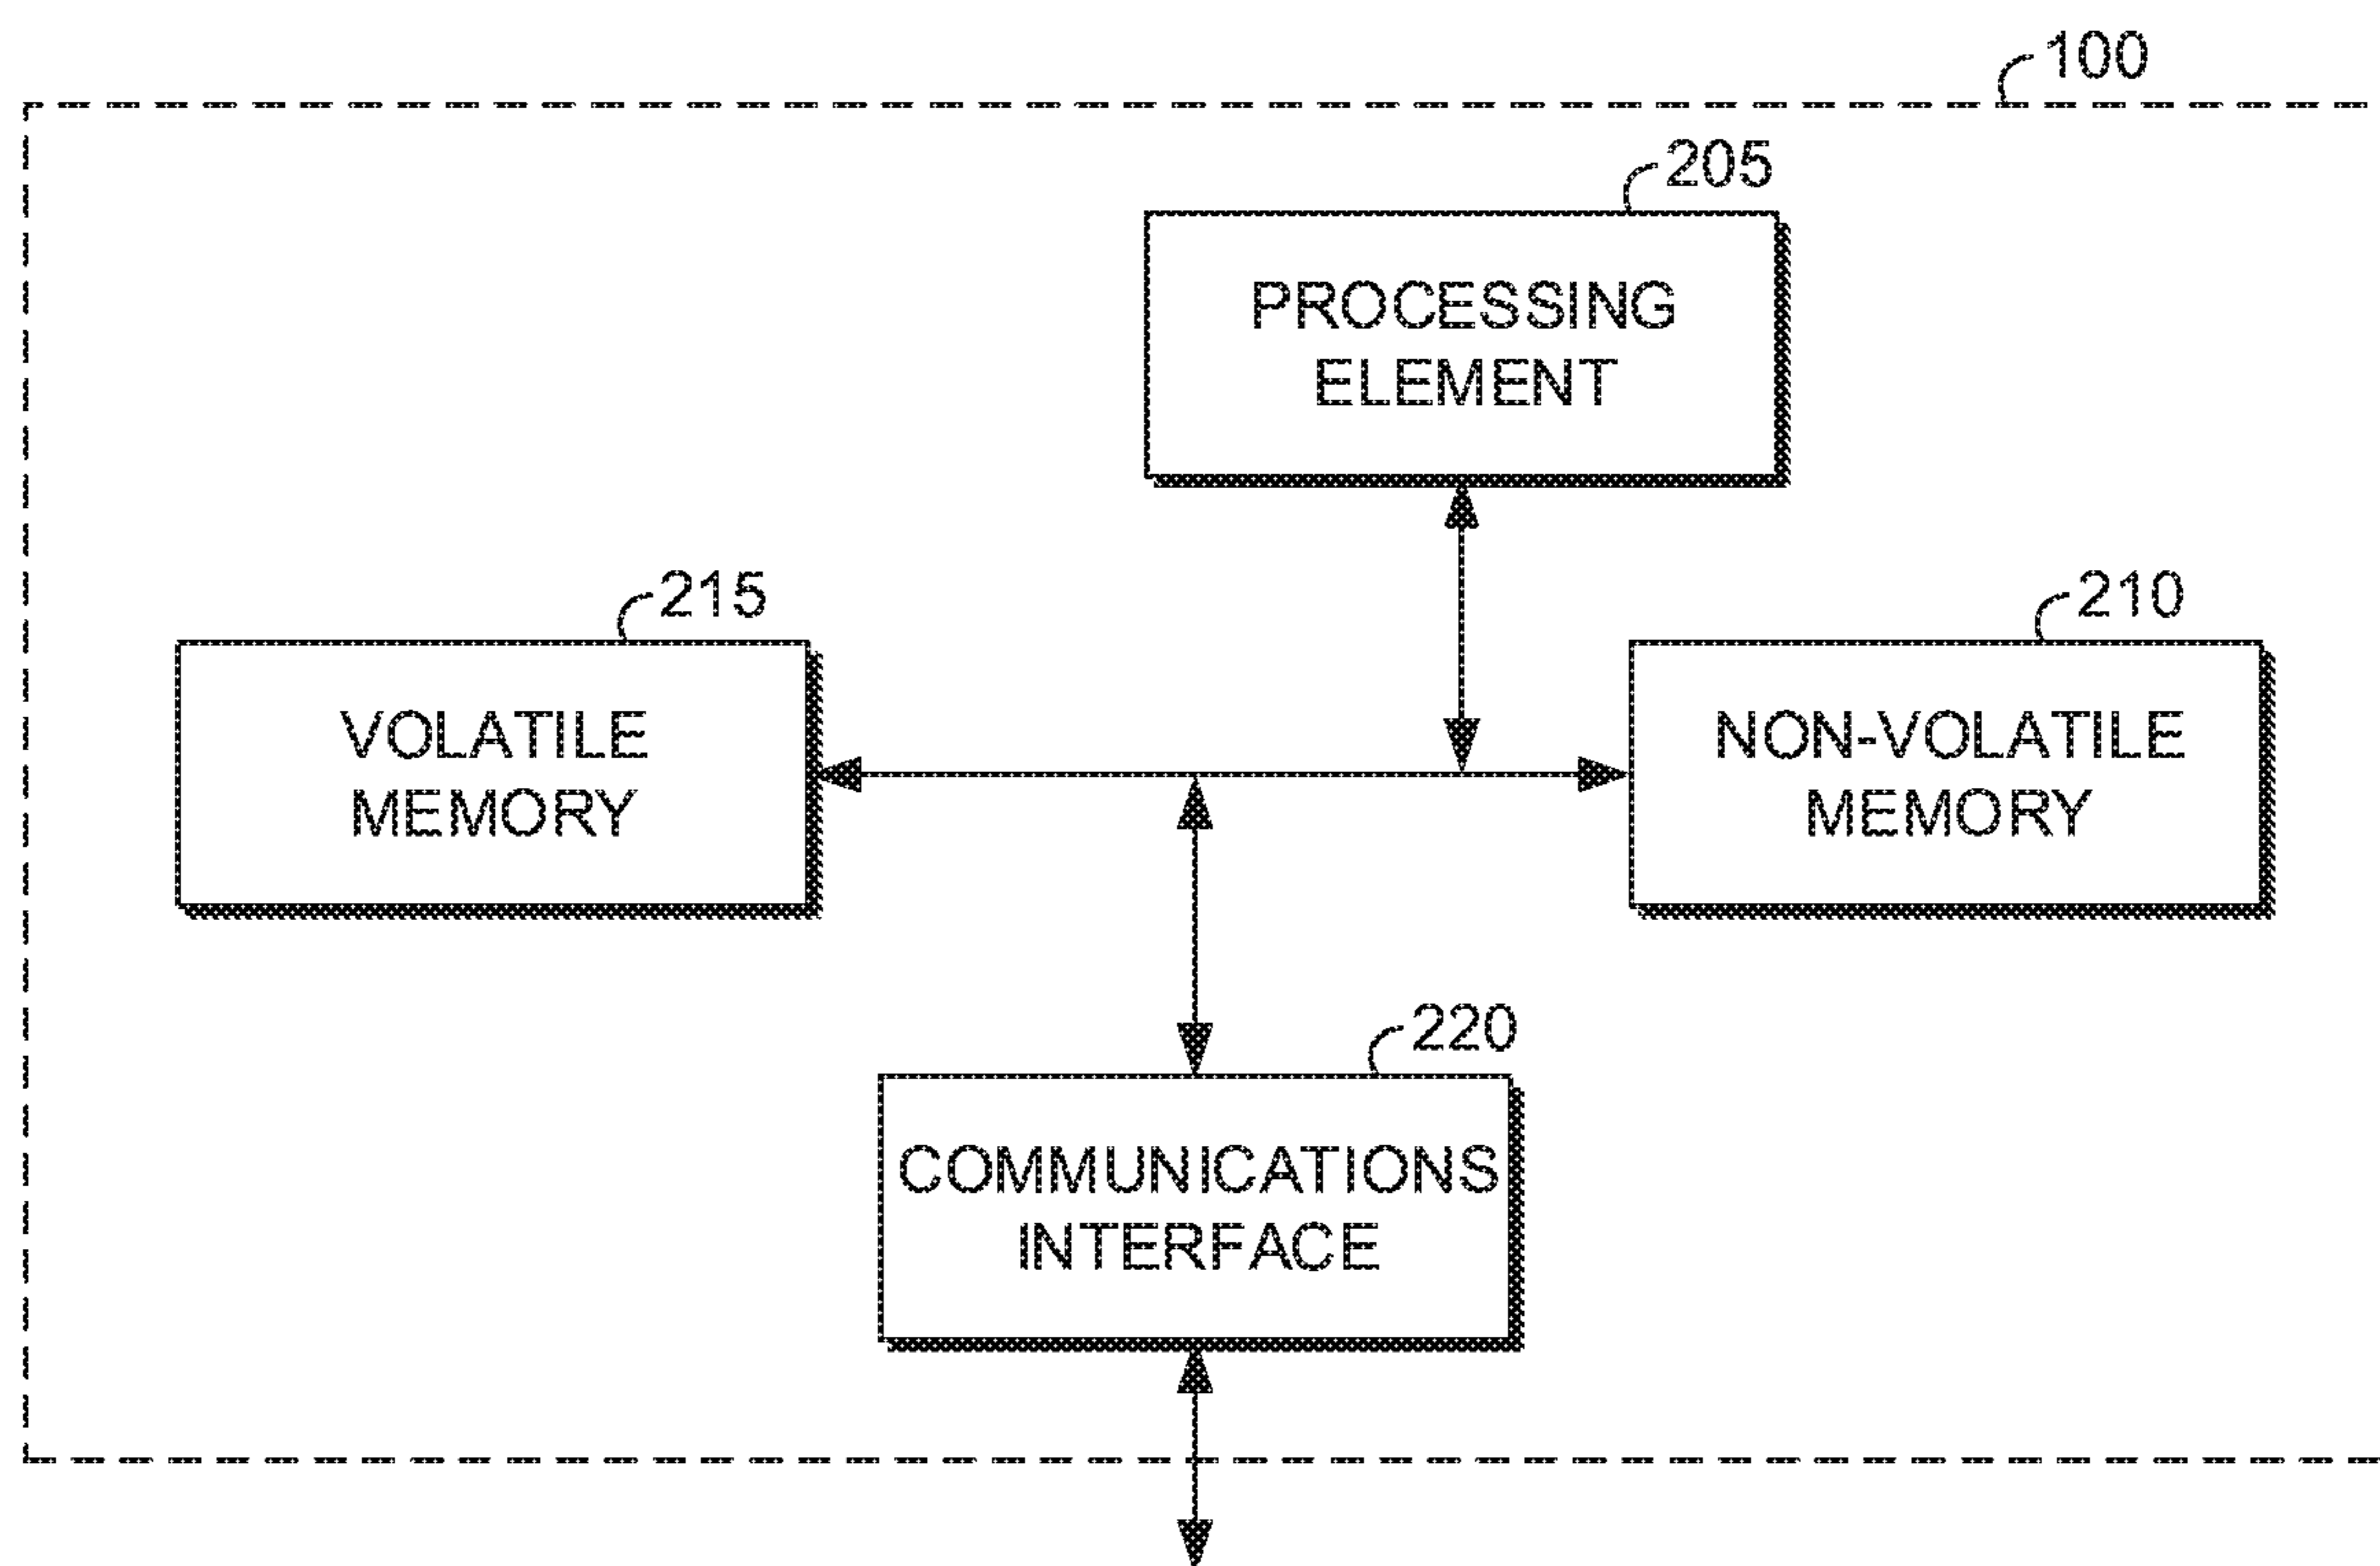 100
205
PROCESSING
ELEMENT
215
210
VOLATILE
MEMORY
NON-VOLATILE
MEMORY
220
COMMUNICATIONS
INTERFACE